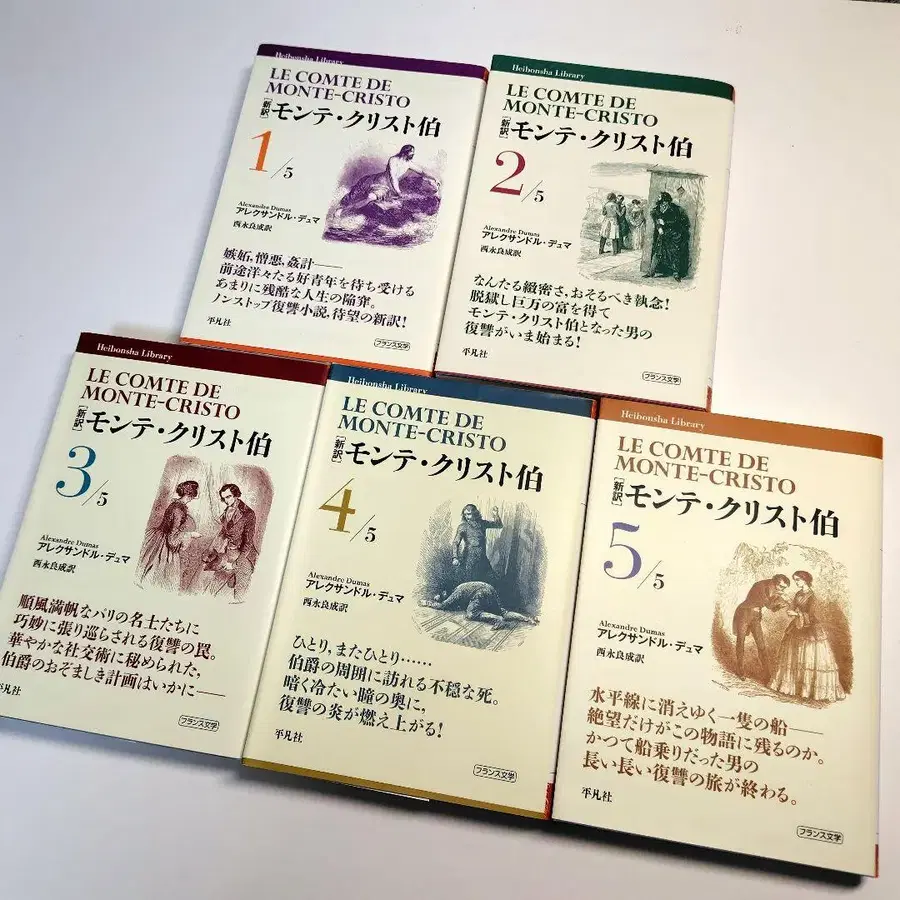 Heibonsha Library
LE COMTE DE
MONTE-CRISTO
[新訳] モンテ・クリスト伯
1/5
Alexandre Dumas
アレクサンドル・デュマ
西永良成訳
嫉妬,憎悪,姦計――
前途洋々たる好青年を待ち受ける
あまりに残酷な人生の陥穽。
ノンストップ復讐小説,待望の新訳!
平凡社
フランス文学
Heibonsha Library
LE COMTE DE
MONTE-CRISTO
[新訳] モンテ・クリスト伯
2/5
Alexandre Dumas
アレクサンドル・デュマ
西永良成訳
なんたる緻密さ,おそるべき執念!
脱獄し巨万の富を得て
モンテ・クリスト伯となった男の
復讐がいま始まる!
平凡社
フランス文学
Heibonsha Library
LE COMTE DE
MONTE-CRISTO
[新訳] モンテ・クリスト伯
3/5
Alexandre Dumas
アレクサンドル・デュマ
西永良成訳
順風満帆なパリの名士たちに
巧妙に張り巡らされる復讐の罠。
華やかな社交術に秘められた,
伯爵のおぞましき計画はいかに――
平凡社
フランス文学
Heibonsha Library
LE COMTE DE
MONTE-CRISTO
[新訳] モンテ・クリスト伯
4/5
Alexandre Dumas
アレクサンドル・デュマ
西永良成訳
ひとり,またひとり……
伯爵の周囲に訪れる不穏な死。
暗く冷たい瞳の奥に,
復讐の炎が燃え上がる!
平凡社
フランス文学
Heibonsha Library
LE COMTE DE
MONTE-CRISTO
[新訳] モンテ・クリスト伯
5/5
Alexandre Dumas
アレクサンドル・デュマ
西永良成訳
水平線に消えゆく一隻の船――
絶望だけがこの物語に残るのか。
かつて船乗りだった男の
長い長い復讐の旅が終わる。
平凡社
フランス文学